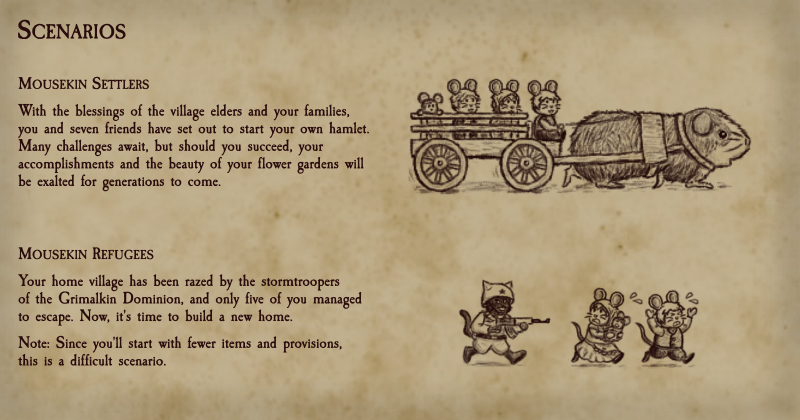 Scenarios
Mousekin Settlers
With the blessings of the village elders and your families,
you and seven friends have set out to start your own hamlet.
Many challenges await, but should you succeed, your
accomplishments and the beauty of your flower gardens will
be exalted for generations to come.
Mousekin Refugees
Your home village has been razed by the stormtroopers
of the Grimalkin Dominion, and only five of you managed
to escape. Now, it's time to build a new home.
Note: Since you'll start with fewer items and provisions,
this is a difficult scenario.